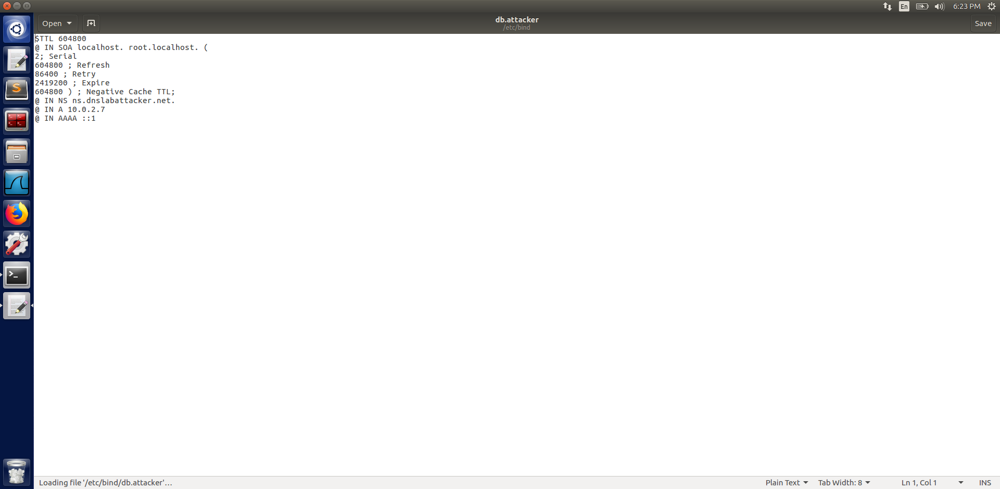 En
6:23 PM
Open
db.attacker
/etc/bind
Save
$TTL 604800
@ IN SOA localhost. root.localhost. (
2; Serial
604800 ; Refresh
86400 ; Retry
2419200 ; Expire
604800 ) ; Negative Cache TTL;
@ IN NS ns.dnslabattacker.net.
@ IN A 10.0.2.7
@ IN AAAA ::1
Loading file '/etc/bind/db.attacker'…
Plain Text
Tab Width: 8
Ln 1, Col 1
INS